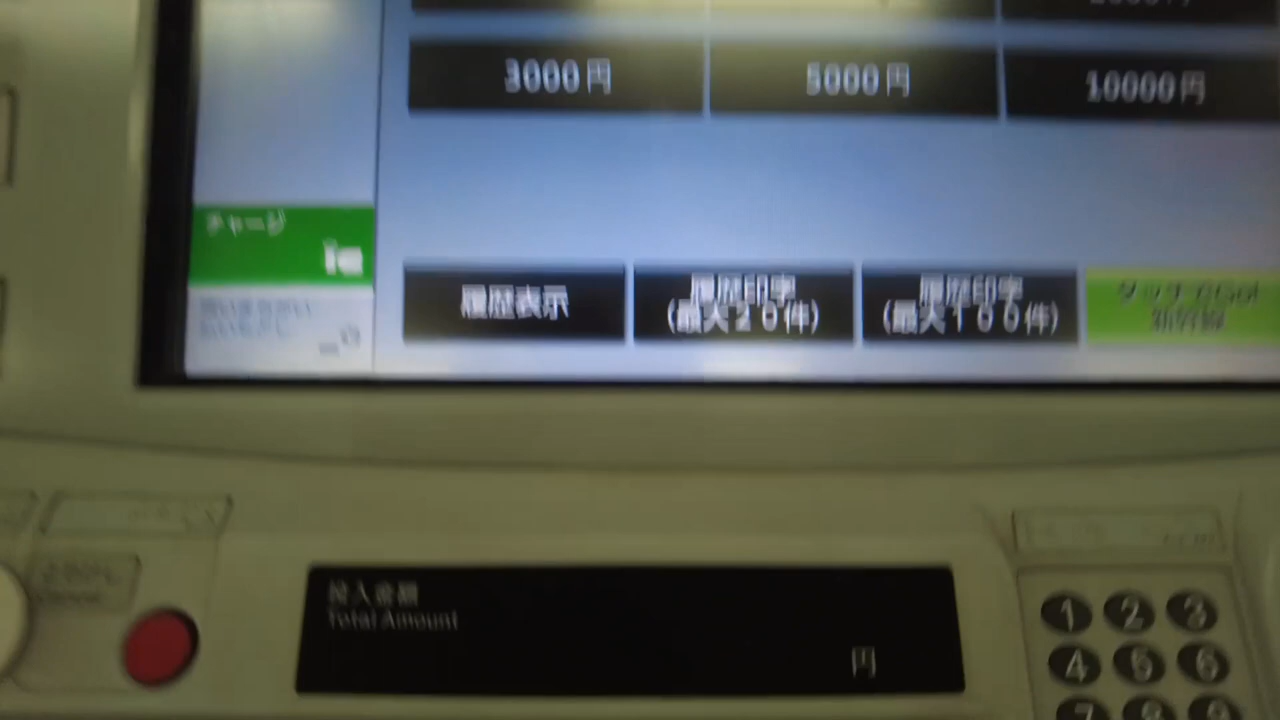 3000円
5000円
10000円
チャージ
履歴表示
履歴印字
(最大20件)
履歴印字
(最大100件)
タッチでGo!
新幹線
投入金額
Total Amount
円
1 2 3
4 5 6
7 8 9